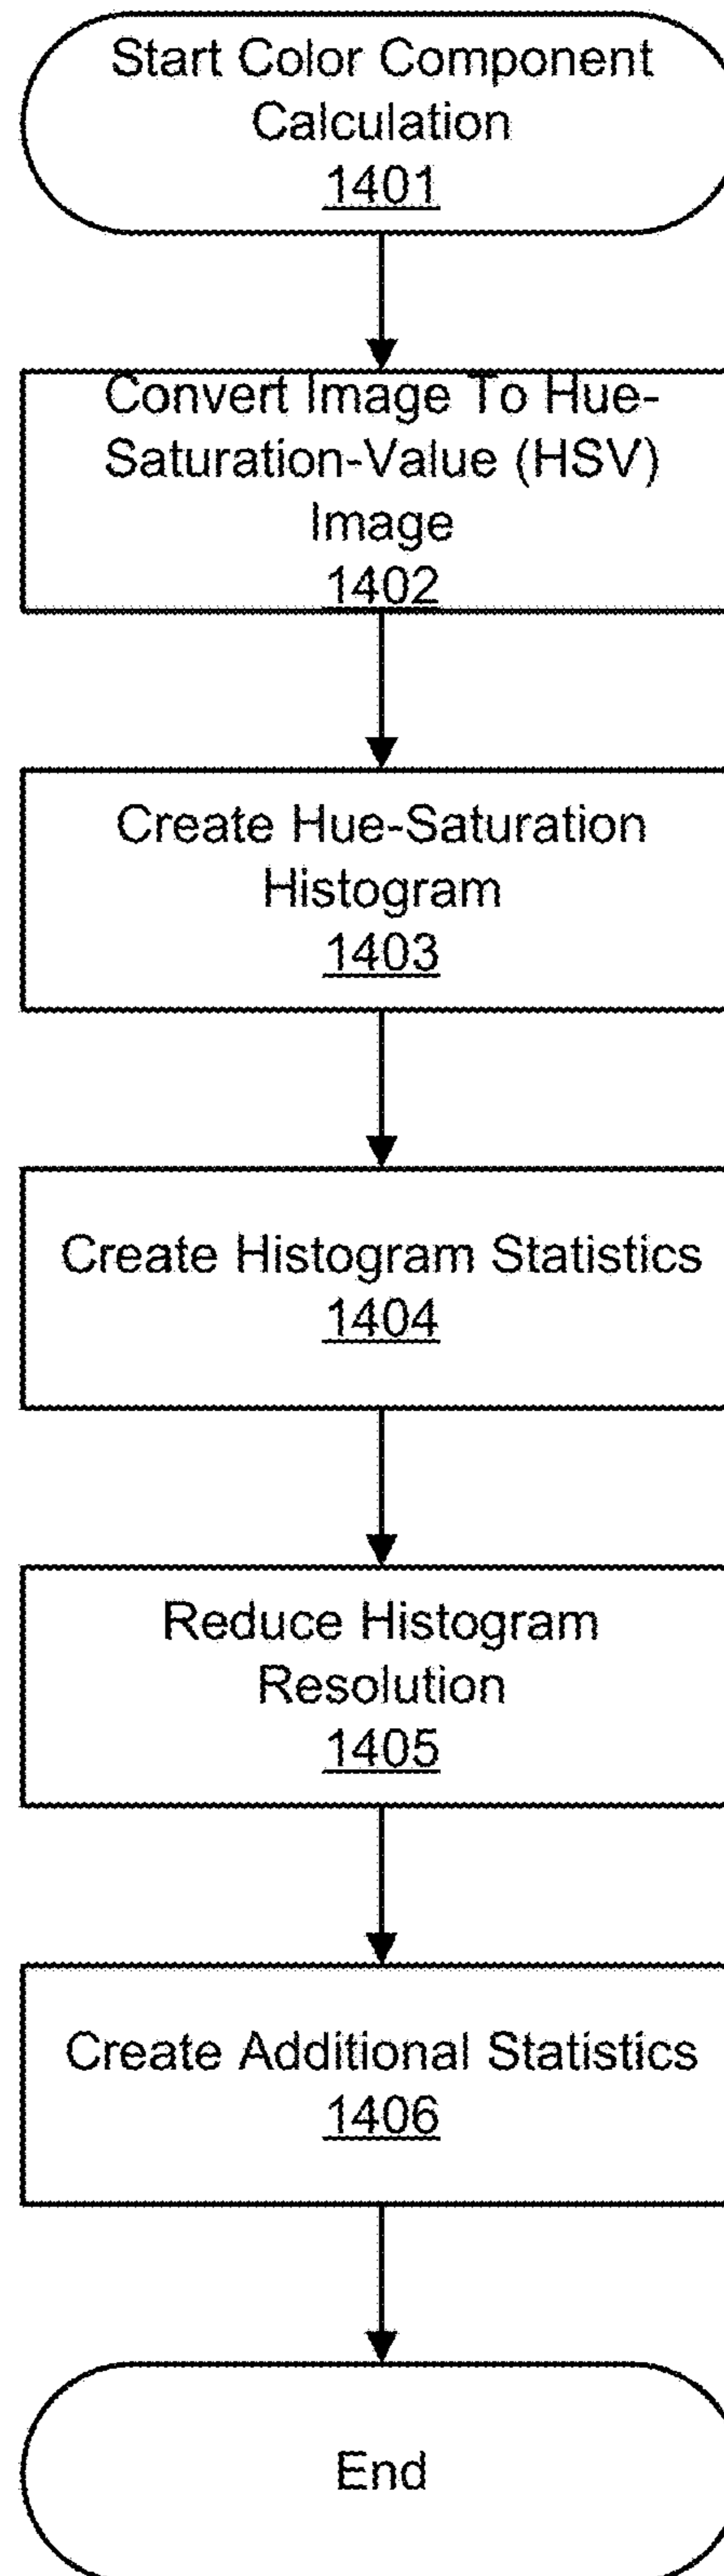 Start Color Component
Calculation
1401
Convert Image To Hue-
Saturation-Value (HSV)
Image
1402
Create Hue-Saturation
Histogram
1403
Create Histogram Statistics
1404
Reduce Histogram
Resolution
1405
Create Additional Statistics
1406
End